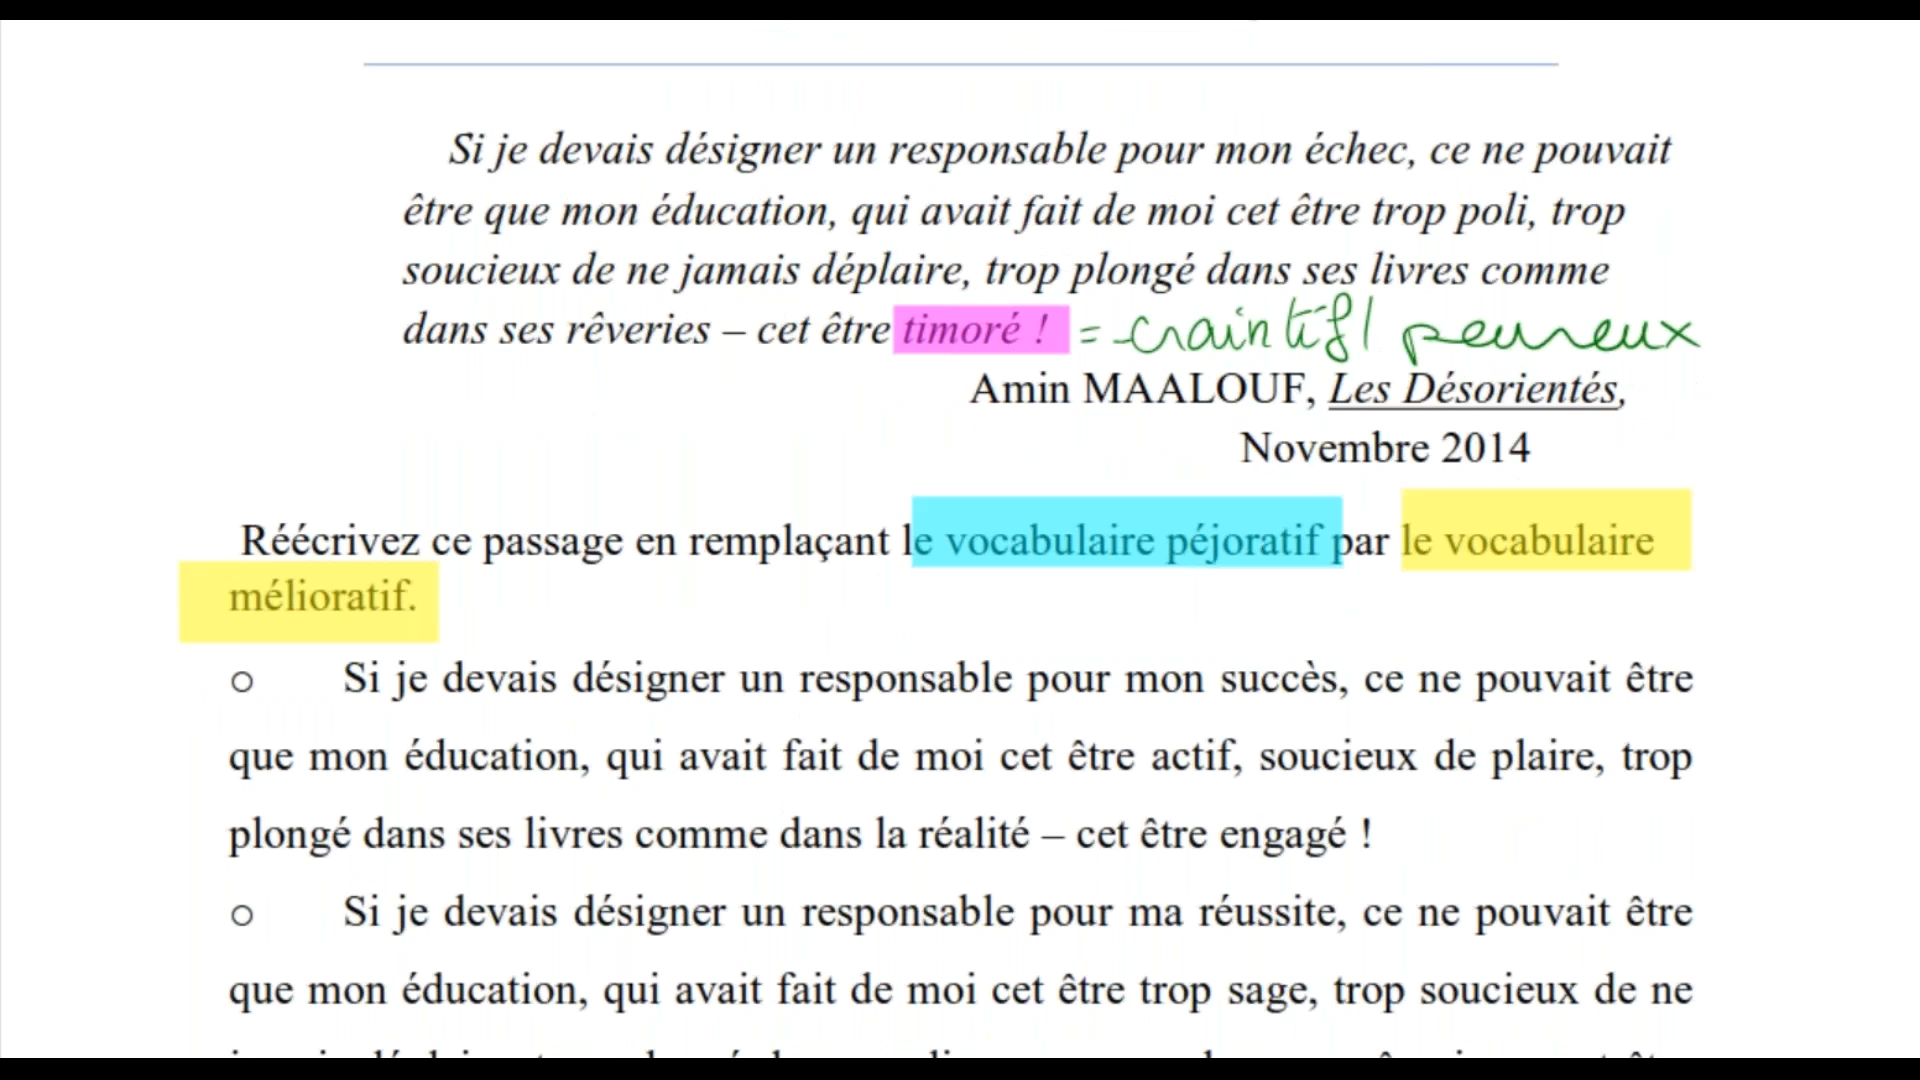 Si je devais désigner un responsable pour mon échec, ce ne pouvait
être que mon éducation, qui avait fait de moi cet être trop poli, trop
soucieux de ne jamais déplaire, trop plongé dans ses livres comme
dans ses rêveries – cet être timoré ! = craintif / peureux
Amin MAALOUF, Les Désorientés,
Novembre 2014
Réécrivez ce passage en remplaçant le vocabulaire péjoratif par le vocabulaire
mélioratif.
o Si je devais désigner un responsable pour mon succès, ce ne pouvait être
que mon éducation, qui avait fait de moi cet être actif, soucieux de plaire, trop
plongé dans ses livres comme dans la réalité – cet être engagé !
o Si je devais désigner un responsable pour ma réussite, ce ne pouvait être
que mon éducation, qui avait fait de moi cet être trop sage, trop soucieux de ne